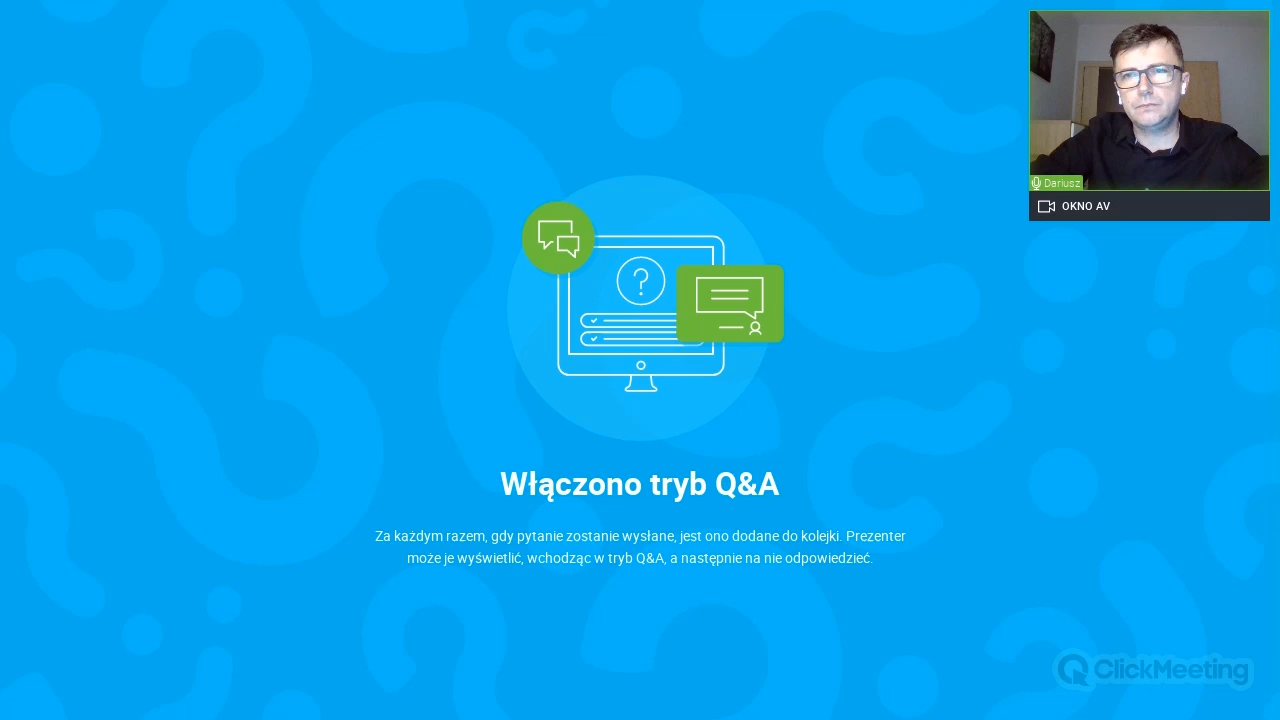 Dariusz
OKNO AV
Włączono tryb Q&A
Za każdym razem, gdy pytanie zostanie wysłane, jest ono dodane do kolejki. Prezenter
może je wyświetlić, wchodząc w tryb Q&A, a następnie na nie odpowiedzieć.
ClickMeeting